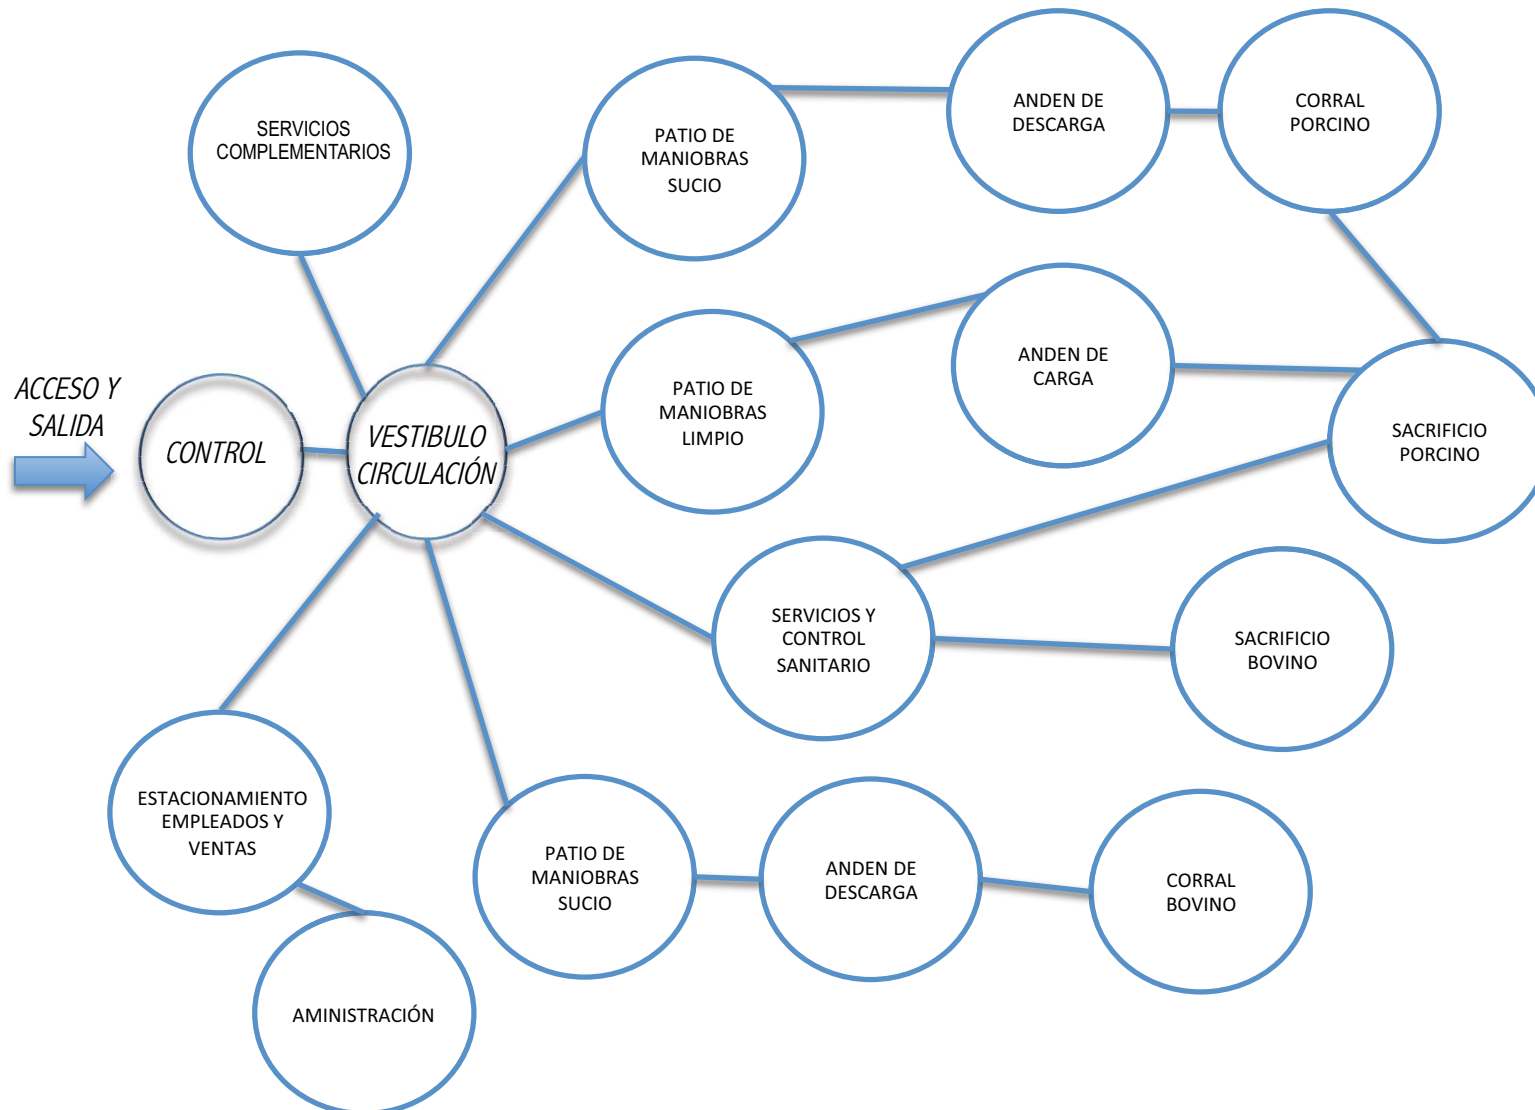 SERVICIOS
COMPLEMENTARIOS
PATIO DE
MANIOBRAS
SUCIO
ANDEN DE
DESCARGA
CORRAL
PORCINO
ACCESO Y
SALIDA
CONTROL
VESTIBULO
CIRCULACIÓN
PATIO DE
MANIOBRAS
LIMPIO
ANDEN DE
CARGA
SACRIFICIO
PORCINO
SERVICIOS Y
CONTROL
SANITARIO
SACRIFICIO
BOVINO
ESTACIONAMIENTO
EMPLEADOS Y
VENTAS
PATIO DE
MANIOBRAS
SUCIO
ANDEN DE
DESCARGA
CORRAL
BOVINO
AMINISTRACIÓN